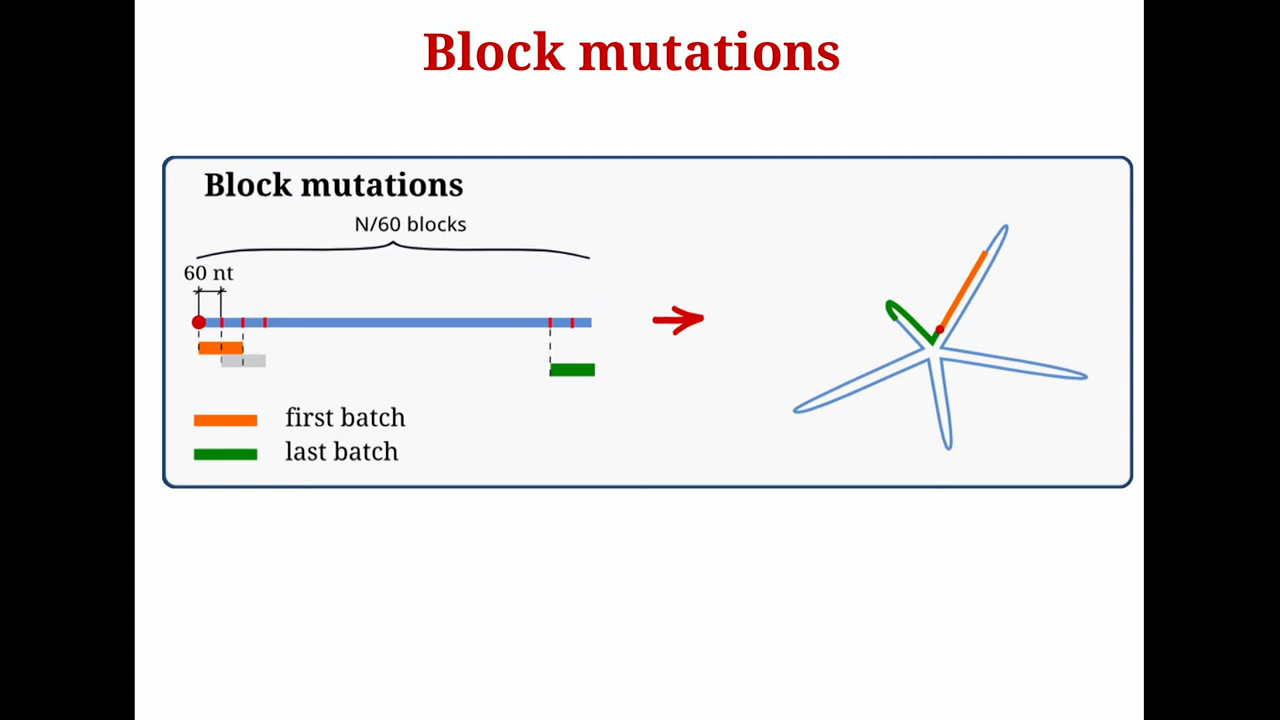 Block mutations
Block mutations
N/60 blocks
60 nt
first batch
last batch